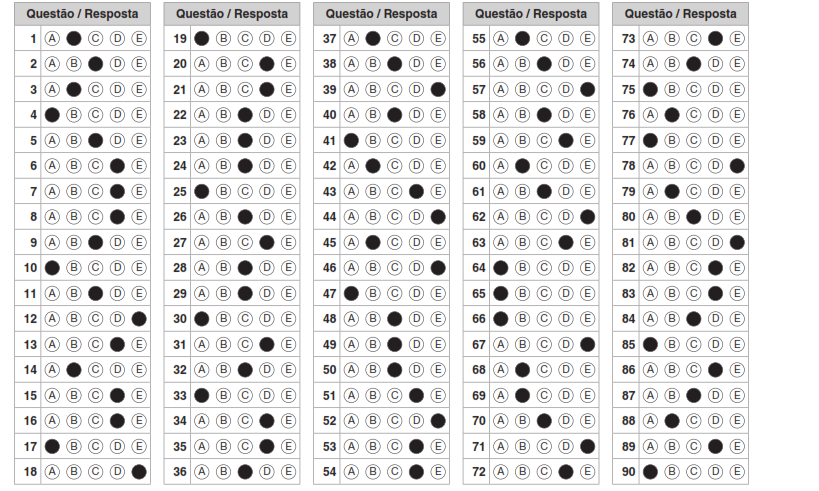 Questão / Resposta
1 A C D E
2 A B D E
3 A C D E
4 B C D E
5 A B D E
6 A B C E
7 A B C E
8 A B C E
9 A B D E
10 B C D E
11 A B D E
12 A B C D
13 A B C E
14 A C D E
15 A B C E
16 A B C E
17 B C D E
18 A B C D
Questão / Resposta
19 B C D E
20 A B C E
21 A B C E
22 A B D E
23 A B D E
24 A B D E
25 B C D E
26 A B D E
27 A B C E
28 A B D E
29 A B D E
30 B C D E
31 A B C E
32 A B D E
33 B C D E
34 A B C E
35 A B C E
36 A B D E
Questão / Resposta
37 A C D E
38 A B D E
39 A B C D
40 A B D E
41 B C D E
42 A C D E
43 A B C E
44 A B C D
45 A C D E
46 A B C D
47 B C D E
48 A B D E
49 A B D E
50 A B D E
51 A B C E
52 A B C D
53 A B C E
54 A B C E
Questão / Resposta
55 A C D E
56 A B D E
57 A B C D
58 A B D E
59 A B C E
60 A C D E
61 A B D E
62 A B C D
63 A B C E
64 B C D E
65 B C D E
66 B C D E
67 A B C D
68 A C D E
69 A C D E
70 A B D E
71 A B C D
72 A B C E
Questão / Resposta
73 A B C E
74 A B D E
75 B C D E
76 A C D E
77 B C D E
78 A B C D
79 A C D E
80 A B D E
81 A B C D
82 A B C E
83 A B C E
84 A B D E
85 B C D E
86 A B C E
87 A B D E
88 A C D E
89 A B C E
90 B C D E